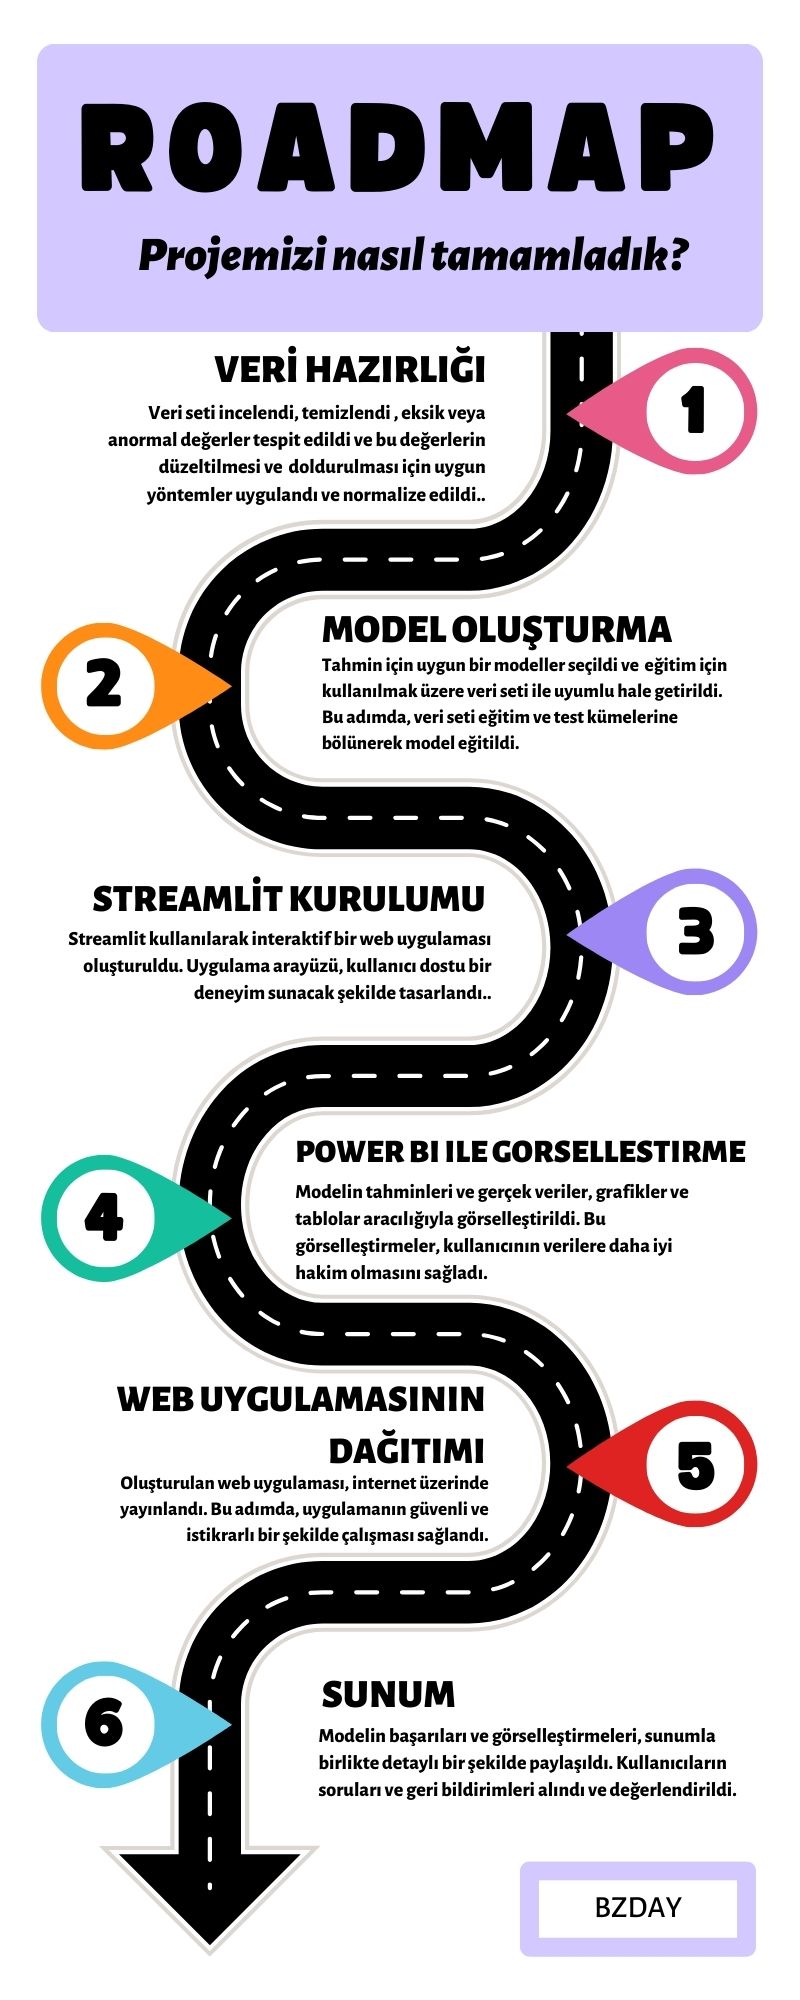 ROADMAP
Projemizi nasıl tamamladık?
VERİ HAZIRLIĞI
Veri seti incelendi, temizlendi , eksik veya
anormal değerler tespit edildi ve bu değerlerin
düzeltilmesi ve doldurulması için uygun
yöntemler uygulandı ve normalize edildi..
1
2
MODEL OLUŞTURMA
Tahmin için uygun bir modeller seçildi ve eğitim için
kullanılmak üzere veri seti ile uyumlu hale getirildi.
Bu adımda, veri seti eğitim ve test kümelerine
bölünerek model eğitildi.
STREAMLİT KURULUMU
Streamlit kullanılarak interaktif bir web uygulaması
oluşturuldu. Uygulama arayüzü, kullanıcı dostu bir
deneyim sunacak şekilde tasarlandı..
3
4
POWER BI ILE GORSELLESTIRME
Modelin tahminleri ve gerçek veriler, grafikler ve
tablolar aracılığıyla görselleştirildi. Bu
görselleştirmeler, kullanıcının verilere daha iyi
hakim olmasını sağladı.
WEB UYGULAMASININ
DAĞITIMI
Oluşturulan web uygulaması, internet üzerinde
yayınlandı. Bu adımda, uygulamanın güvenli ve
istikrarlı bir şekilde çalışması sağlandı.
5
6
SUNUM
Modelin başarıları ve görselleştirmeleri, sunumla
birlikte detaylı bir şekilde paylaşıldı. Kullanıcıların
soruları ve geri bildirimleri alındı ve değerlendirildi.
BZDAY